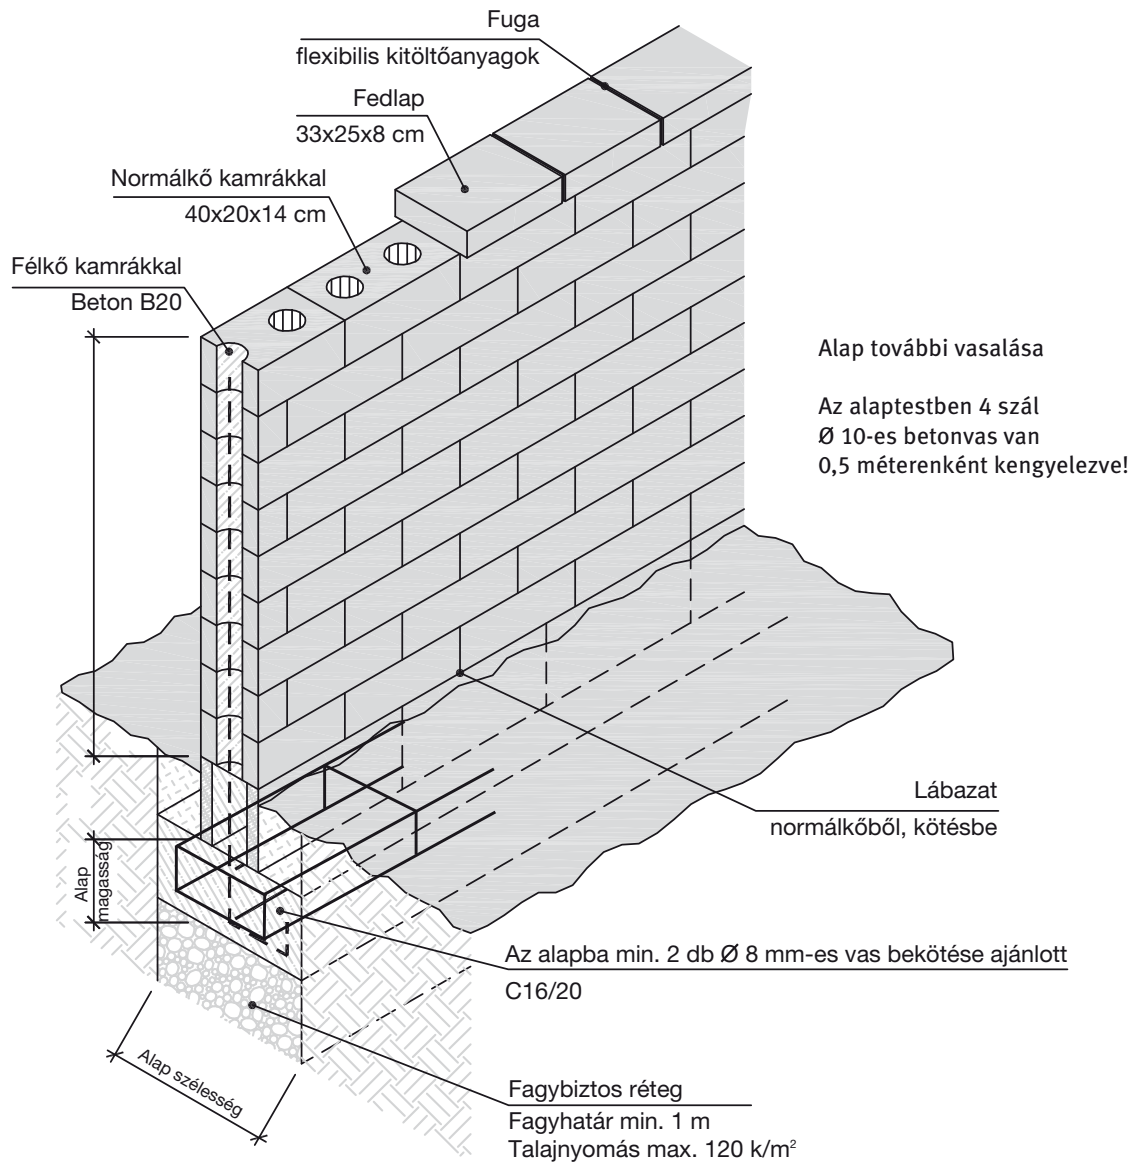 Fuga
flexibilis kitöltőanyagok
Fedlap
33x25x8 cm
Normálkő kamrákkal
40x20x14 cm
Félkő kamrákkal
Beton B20
Alap további vasalása
Az alaptestben 4 szál
Ø 10-es betonvas van
0,5 méterenként kengyelezve!
Lábazat
normálkőből, kötésbe
Alap
magasság
Az alapba min. 2 db Ø 8 mm-es vas bekötése ajánlott
C16/20
Alap szélesség
Fagybiztos réteg
Fagyhatár min. 1 m
Talajnyomás max. 120 k/m²